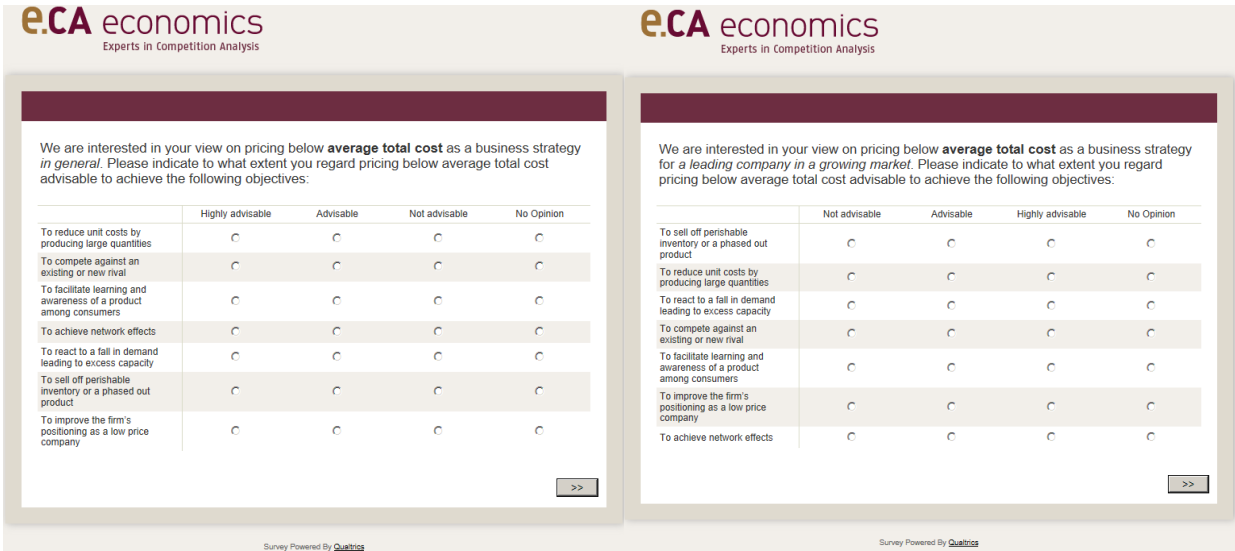 e.CA economics
Experts in Competition Analysis
We are interested in your view on pricing below average total cost as a business strategy
in general. Please indicate to what extent you regard pricing below average total cost
advisable to achieve the following objectives:
Highly advisable Advisable Not advisable No Opinion
To reduce unit costs by
producing large quantities
To compete against an
existing or new rival
To facilitate learning and
awareness of a product
among consumers
To achieve network effects
To react to a fall in demand
leading to excess capacity
To sell off perishable
inventory or a phased out
product
To improve the firm's
positioning as a low price
company
>>
Survey Powered By Qualtrics
e.CA economics
Experts in Competition Analysis
We are interested in your view on pricing below average total cost as a business strategy
for a leading company in a growing market. Please indicate to what extent you regard
pricing below average total cost advisable to achieve the following objectives:
Not advisable Advisable Highly advisable No Opinion
To sell off perishable
inventory or a phased out
product
To reduce unit costs by
producing large quantities
To react to a fall in demand
leading to excess capacity
To compete against an
existing or new rival
To facilitate learning and
awareness of a product
among consumers
To improve the firm's
positioning as a low price
company
To achieve network effects
>>
Survey Powered By Qualtrics